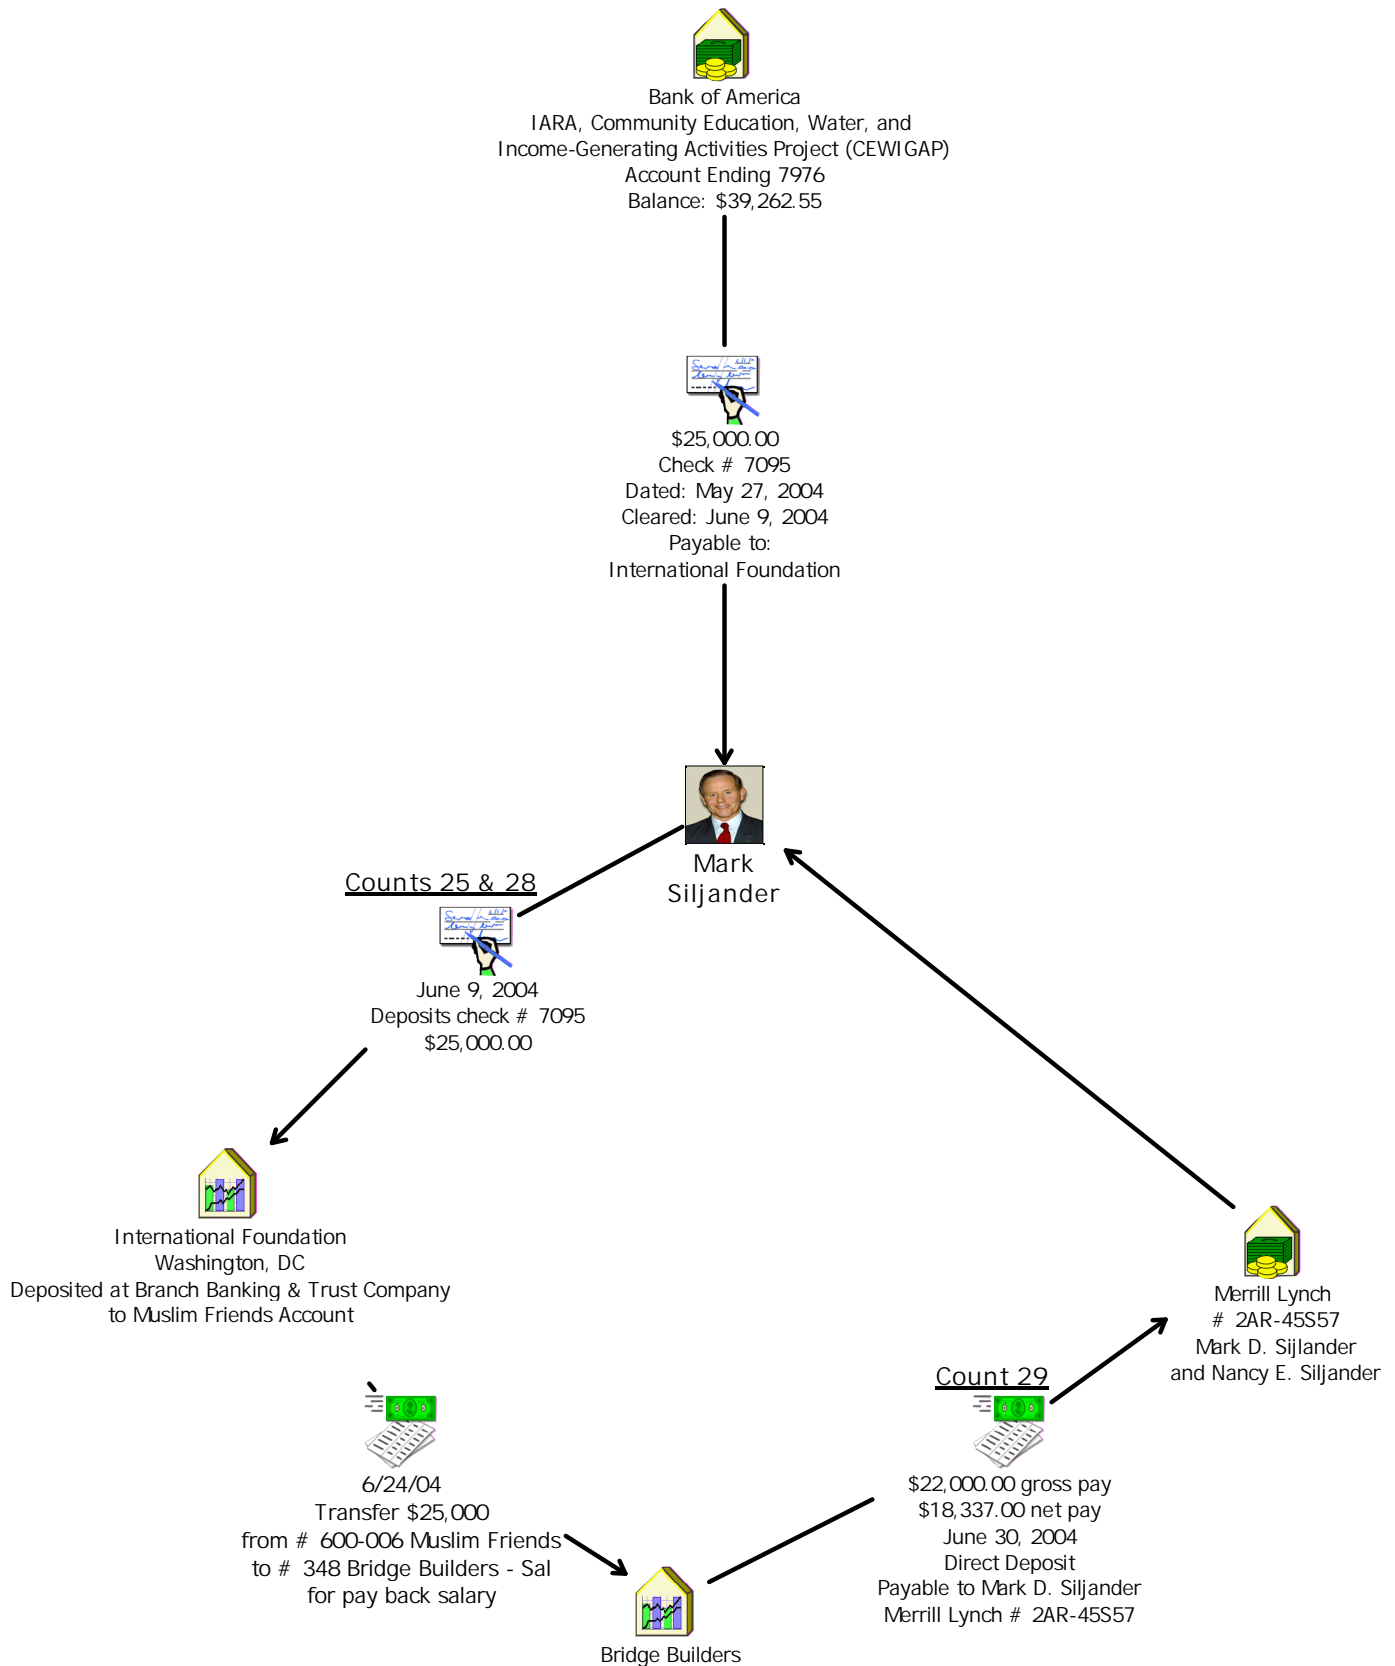 Bank of America
IARA, Community Education, Water, and
Income-Generating Activities Project (CEWIGAP)
Account Ending 7976
Balance: $39,262.55
$25,000.00
Check # 7095
Dated: May 27, 2004
Cleared: June 9, 2004
Payable to:
International Foundation
Mark
Siljander
Counts 25 & 28
June 9, 2004
Deposits check # 7095
$25,000.00
International Foundation
Washington, DC
Deposited at Branch Banking & Trust Company
to Muslim Friends Account
6/24/04
Transfer $25,000
from # 600-006 Muslim Friends
to # 348 Bridge Builders - Sal
for pay back salary
Bridge Builders
Count 29
$22,000.00 gross pay
$18,337.00 net pay
June 30, 2004
Direct Deposit
Payable to Mark D. Siljander
Merrill Lynch # 2AR-45S57
Merrill Lynch
# 2AR-45S57
Mark D. Sijlander
and Nancy E. Siljander